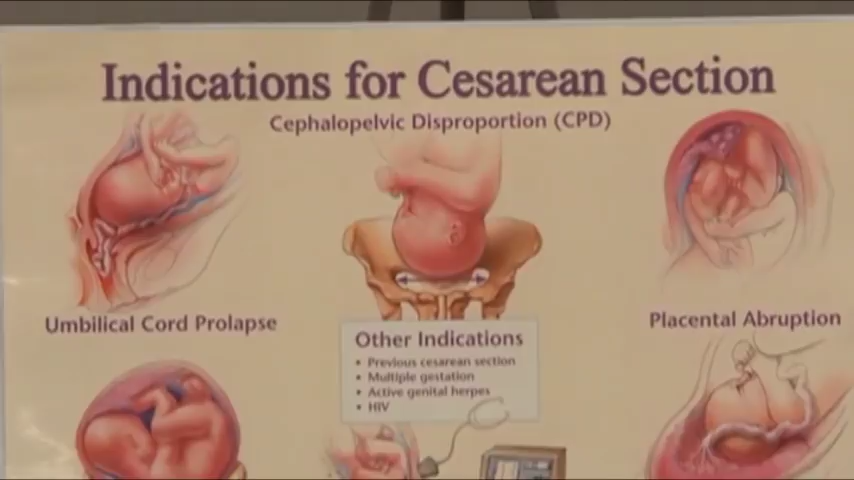 Indications for Cesarean Section
Cephalopelvic Disproportion (CPD)
Umbilical Cord Prolapse
Placental Abruption
Other Indications
• Previous cesarean section
• Multiple gestation
• Active genital herpes
• HIV